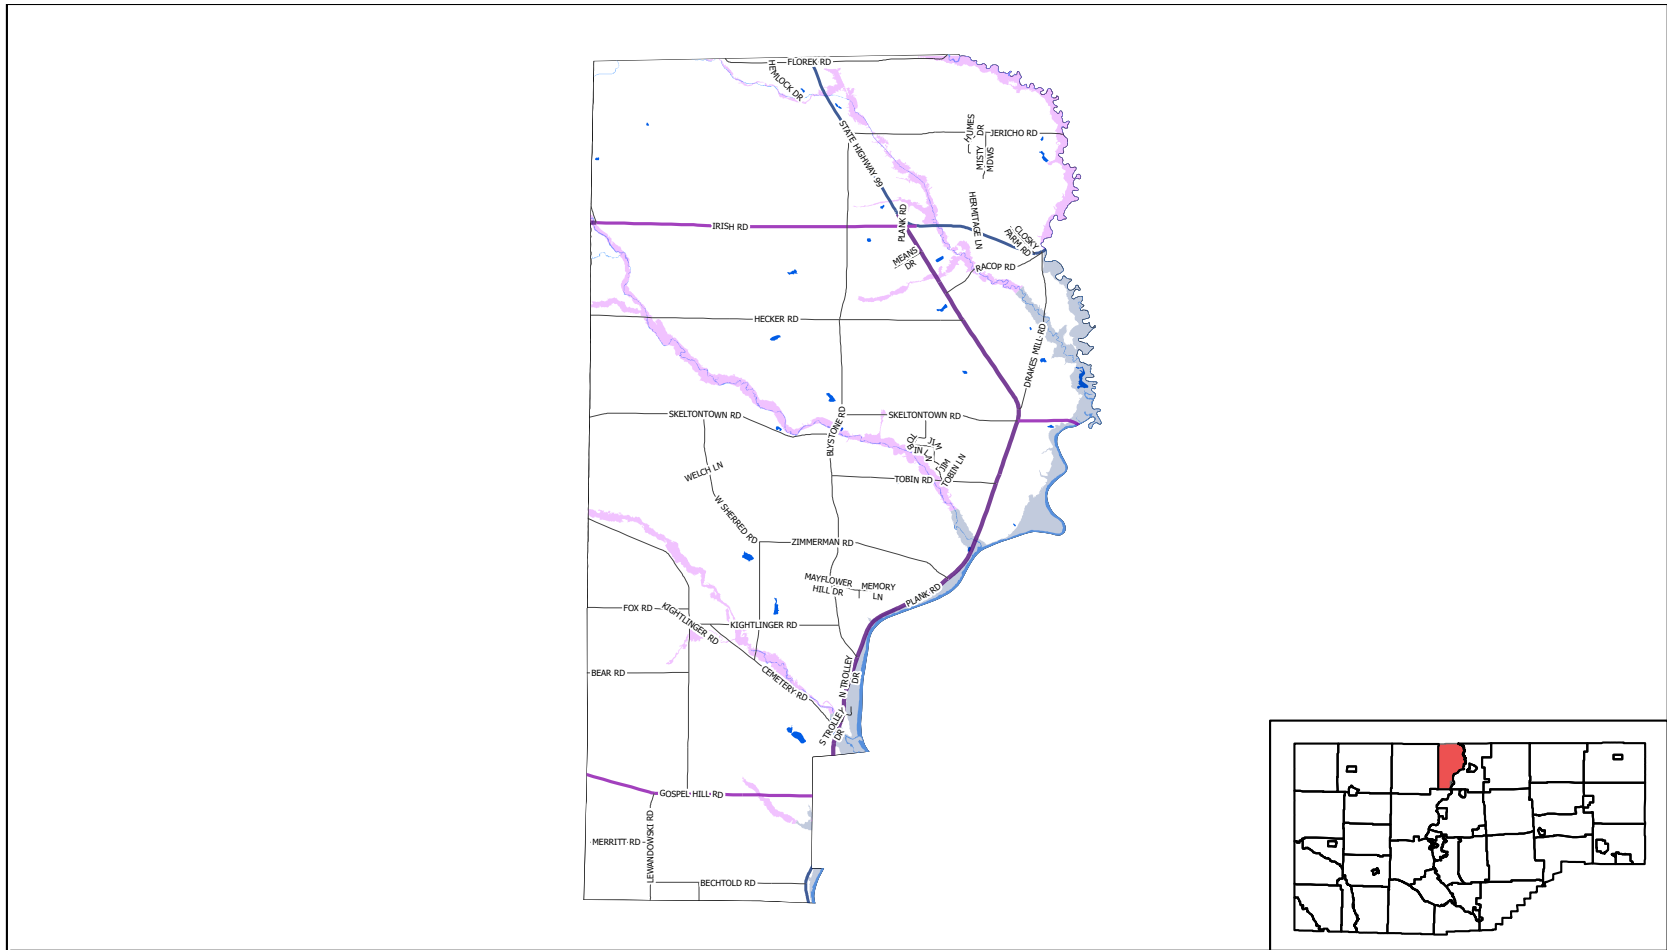 FLOREK RD
HEMLOCK DR
STATE HIGHWAY 99
HUMES
DR
JERICHO RD
MISTY
MDWS
PLANK RD
HERMITAGE LN
IRISH RD
CLOSKY
FARM RD
MEANS
DR
RACOP RD
HECKER RD
DRAKES MILL RD
SKELTONTOWN RD
BLYSTONE RD
SKELTONTOWN RD
JIM
TOBIN LN
JIM
TOBIN LN
WELCH LN
TOBIN RD
W SHERRED RD
ZIMMERMAN RD
MAYFLOWER
HILL DR
MEMORY
LN
PLANK RD
FOX RD
KIGHTLINGER RD
KIGHTLINGER RD
BEAR RD
CEMETERY RD
N TROLLEY
DR
S TROLLEY
DR
GOSPEL HILL RD
MERRITT RD
LEWANDOWSKI RD
BECHTOLD RD